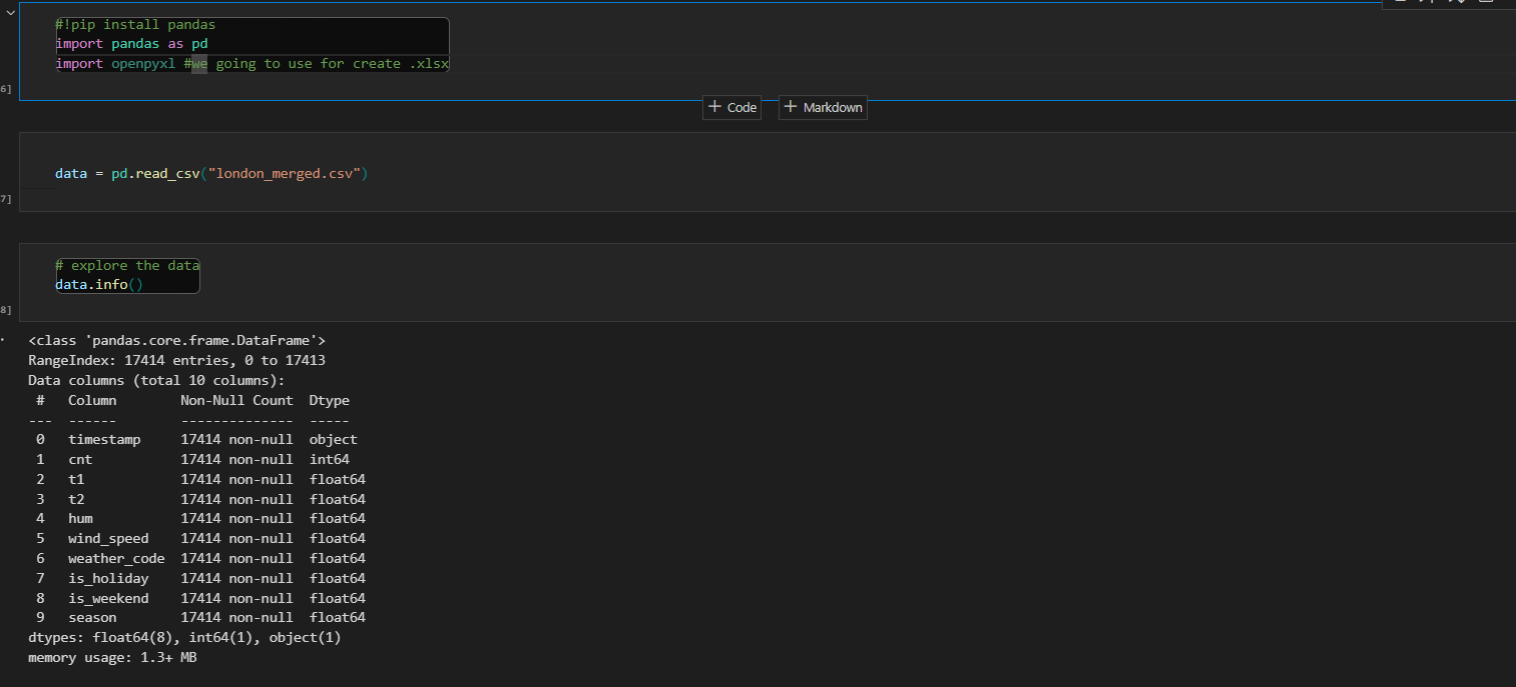 #!pip install pandas
import pandas as pd
import openpyxl #we going to use for create .xlsx
6]
+ Code + Markdown
data = pd.read_csv("london_merged.csv")
7]
# explore the data
data.info()
8]
<class 'pandas.core.frame.DataFrame'>
RangeIndex: 17414 entries, 0 to 17413
Data columns (total 10 columns):
 #   Column        Non-Null Count  Dtype
---  ------        --------------  -----
 0   timestamp     17414 non-null  object
 1   cnt           17414 non-null  int64
 2   t1            17414 non-null  float64
 3   t2            17414 non-null  float64
 4   hum           17414 non-null  float64
 5   wind_speed    17414 non-null  float64
 6   weather_code  17414 non-null  float64
 7   is_holiday    17414 non-null  float64
 8   is_weekend    17414 non-null  float64
 9   season        17414 non-null  float64
dtypes: float64(8), int64(1), object(1)
memory usage: 1.3+ MB